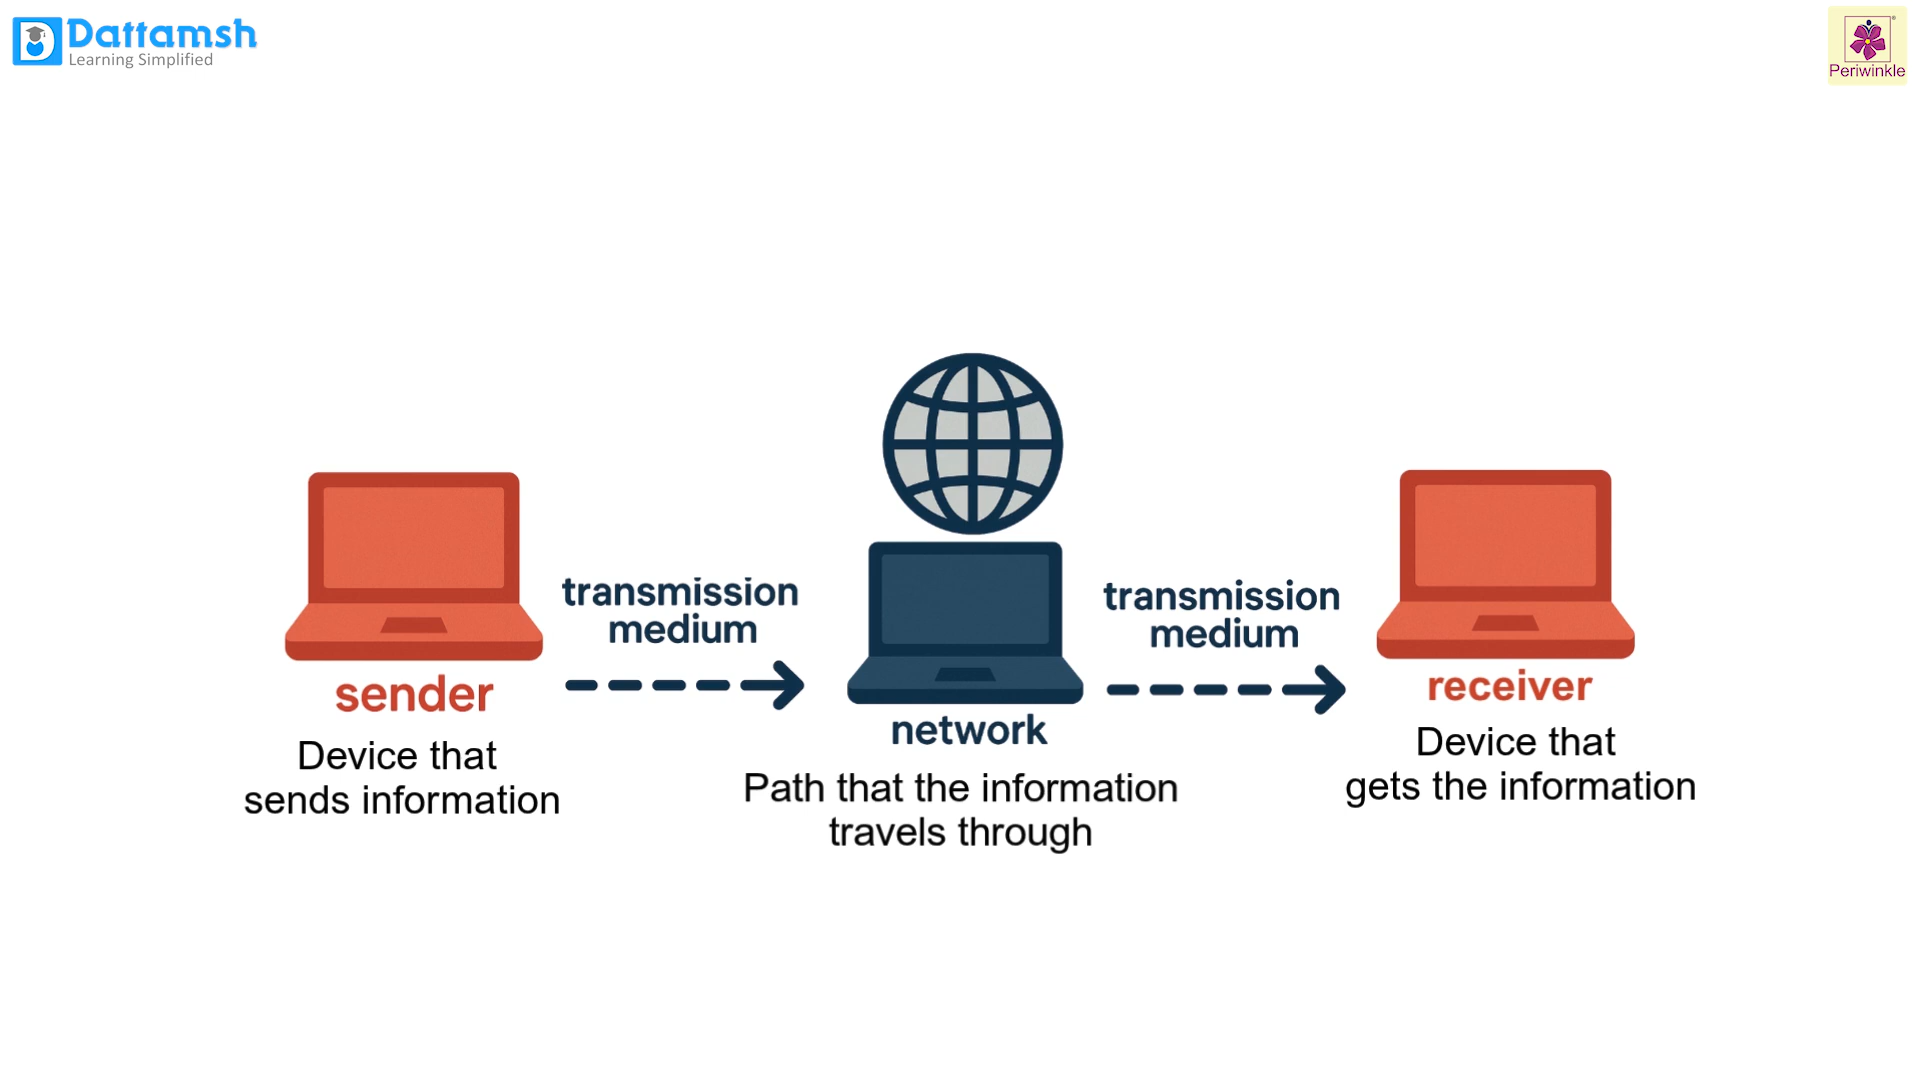 Dattamsh
Learning Simplified
Periwinkle
transmission
medium
sender
Device that
sends information
network
Path that the information
travels through
transmission
medium
receiver
Device that
gets the information